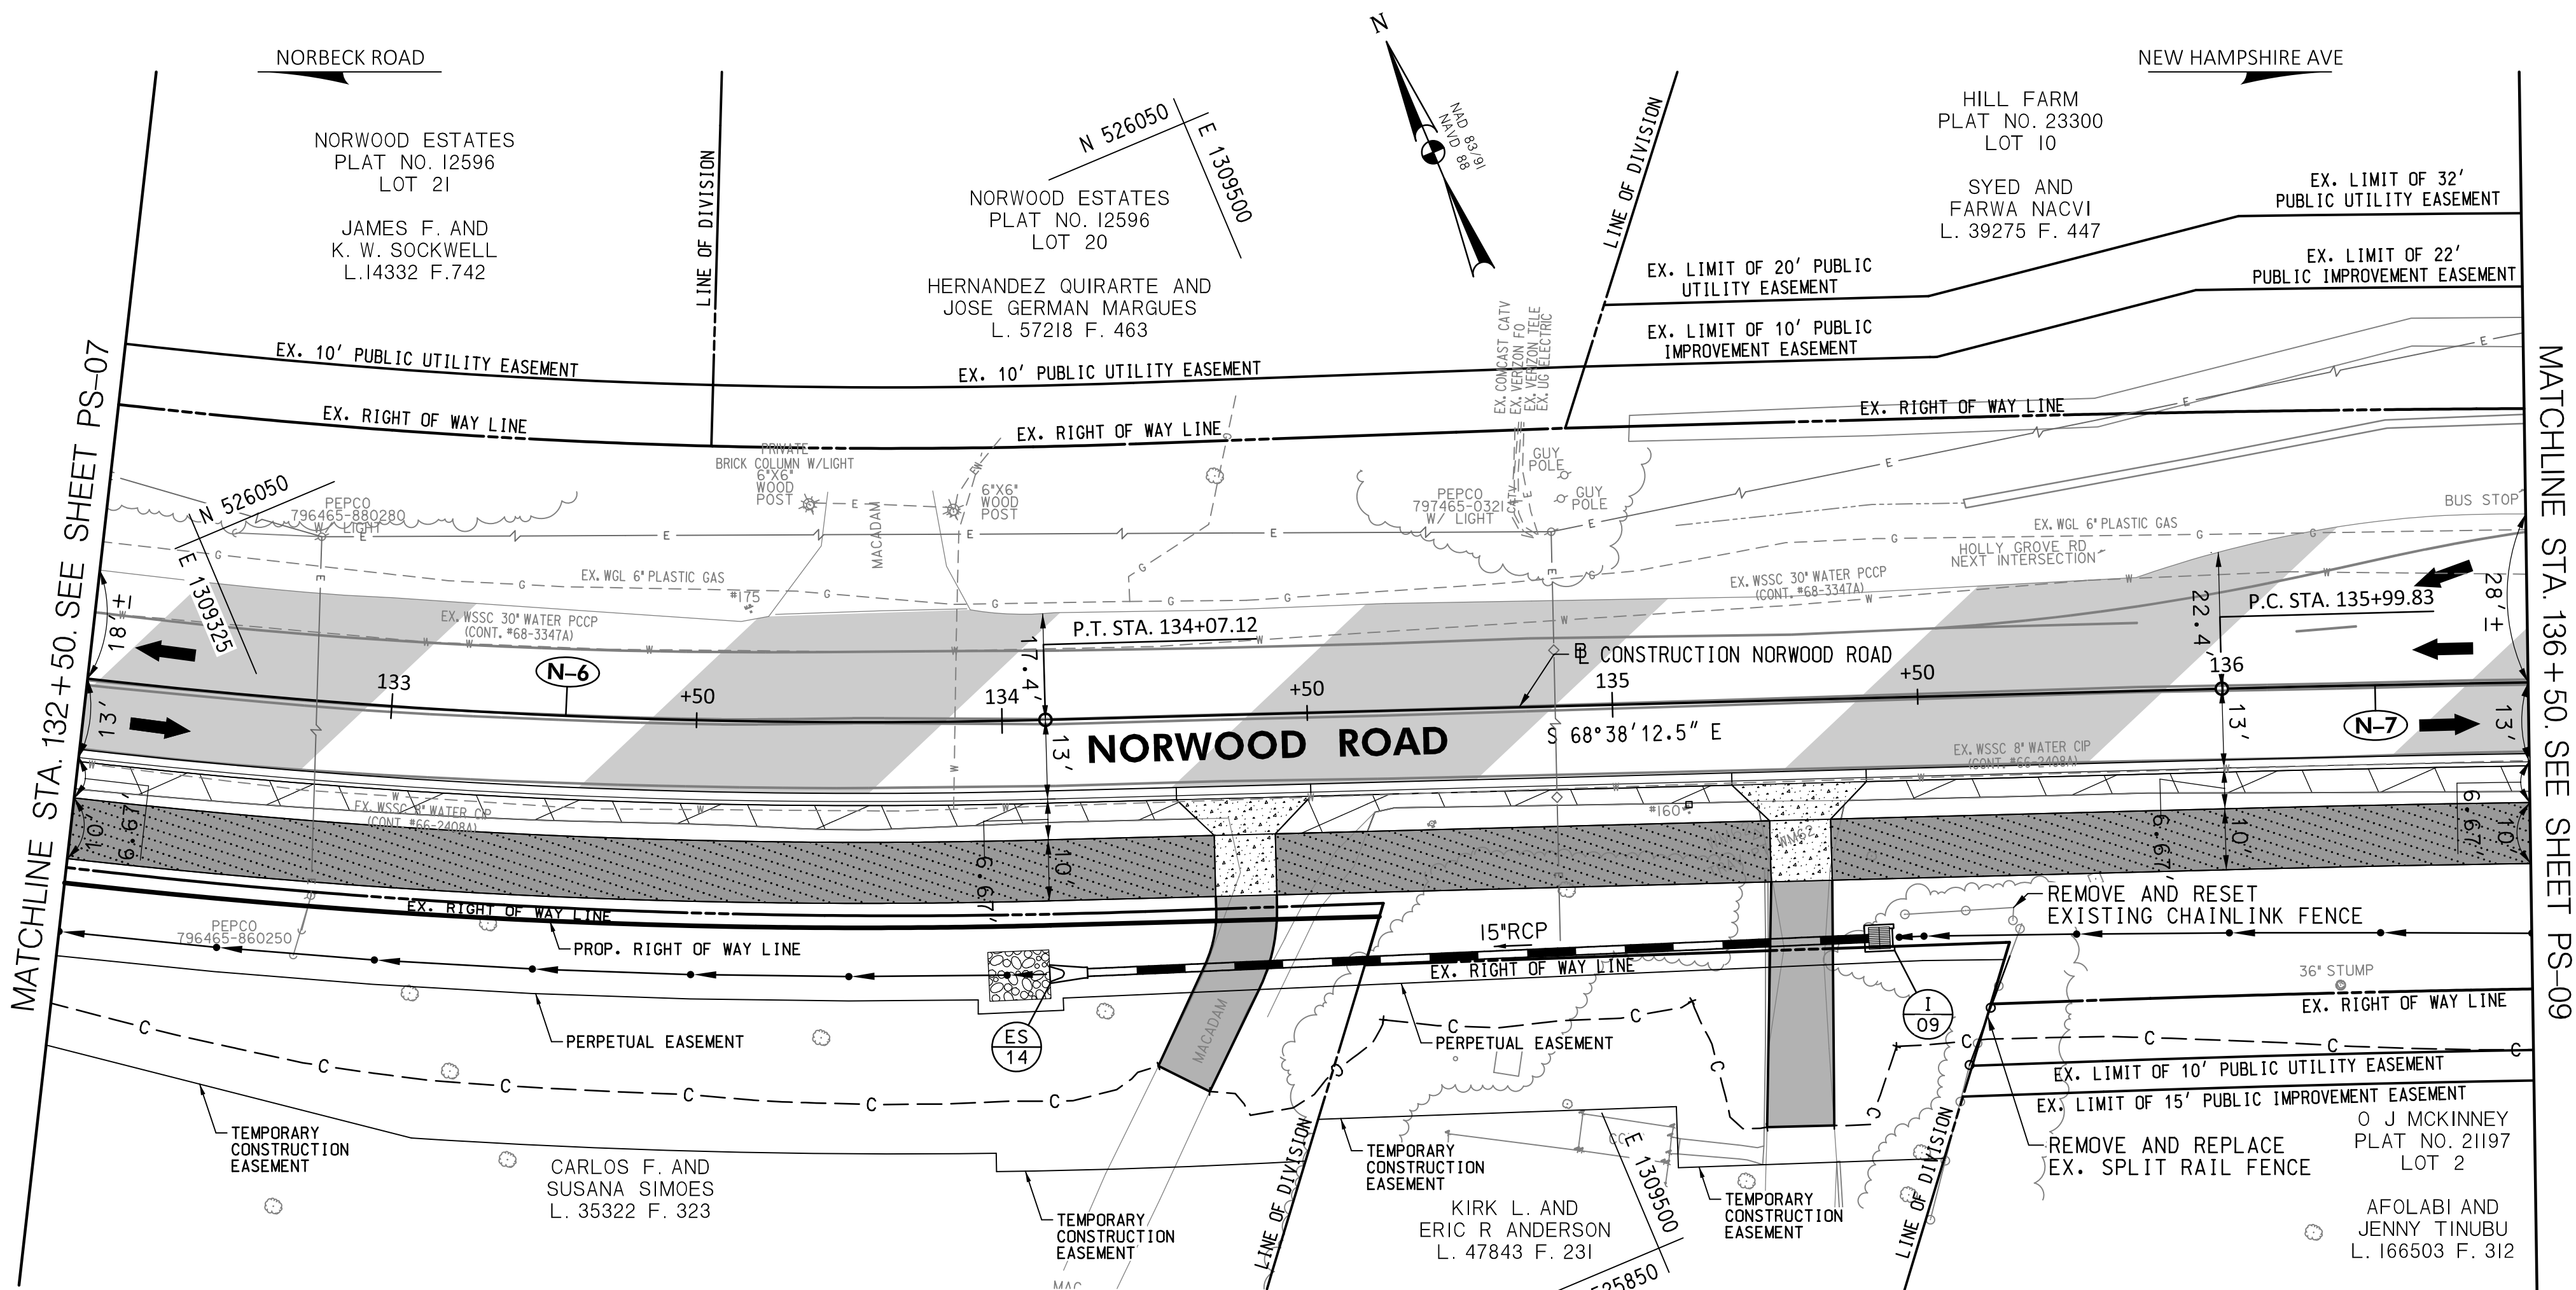 NORBECK ROAD
NEW HAMPSHIRE AVE
N
NAD 83/91
NAVD 88
NORWOOD ESTATES
PLAT NO. 12596
LOT 21
JAMES F. AND
K. W. SOCKWELL
L.14332 F.742
LINE OF DIVISION
N 526050
E 1309500
NORWOOD ESTATES
PLAT NO. 12596
LOT 20
HERNANDEZ QUIRARTE AND
JOSE GERMAN MARGUES
L. 57218 F. 463
LINE OF DIVISION
HILL FARM
PLAT NO. 23300
LOT 10
SYED AND
FARWA NACVI
L. 39275 F. 447
EX. LIMIT OF 32'
PUBLIC UTILITY EASEMENT
EX. LIMIT OF 22'
PUBLIC IMPROVEMENT EASEMENT
EX. LIMIT OF 20' PUBLIC
UTILITY EASEMENT
EX. LIMIT OF 10' PUBLIC
IMPROVEMENT EASEMENT
EX. COMCAST CATV
EX. VERIZON FO
EX. VERIZON TELE
EX. UG ELECTRIC
MATCHLINE STA. 132+50. SEE SHEET PS-07
MATCHLINE STA. 136+50. SEE SHEET PS-09
EX. 10' PUBLIC UTILITY EASEMENT
EX. 10' PUBLIC UTILITY EASEMENT
EX. RIGHT OF WAY LINE
EX. RIGHT OF WAY LINE
EX. RIGHT OF WAY LINE
N 526050
E 1309325
PEPCO
796465-880280
W/ LIGHT
PRIVATE
BRICK COLUMN W/LIGHT
6"X6"
WOOD
POST
6"X6"
WOOD
POST
MACADAM
GUY
POLE
GUY
POLE
PEPCO
797465-0321
W/ LIGHT
CATV
BUS STOP
EX. WGL 6" PLASTIC GAS
EX. WGL 6" PLASTIC GAS
HOLLY GROVE RD
NEXT INTERSECTION
#175
EX. WSSC 30" WATER PCCP
(CONT. #68-3347A)
EX. WSSC 30" WATER PCCP
(CONT. #68-3347A)
18'±
17.4'
P.T. STA. 134+07.12
22.4'
P.C. STA. 135+99.83
28'±
BL CONSTRUCTION NORWOOD ROAD
N-6
133
+50
134
+50
135
+50
136
N-7
13'
13'
13'
13'
NORWOOD ROAD
S 68°38'12.5" E
EX. WSSC 8" WATER CIP
(CONT. #66-2408A)
EX. WSSC 8" WATER CIP
(CONT. #66-2408A)
#160
10'
6.67'
6.67'
10'
6.67'
10'
6.67'
10'
EX. RIGHT OF WAY LINE
PEPCO
796465-860250
PROP. RIGHT OF WAY LINE
15"RCP
EX. RIGHT OF WAY LINE
REMOVE AND RESET
EXISTING CHAINLINK FENCE
36" STUMP
EX. RIGHT OF WAY LINE
PERPETUAL EASEMENT
ES
14
MACADAM
PERPETUAL EASEMENT
I
09
EX. LIMIT OF 10' PUBLIC UTILITY EASEMENT
EX. LIMIT OF 15' PUBLIC IMPROVEMENT EASEMENT
TEMPORARY
CONSTRUCTION
EASEMENT
CARLOS F. AND
SUSANA SIMOES
L. 35322 F. 323
TEMPORARY
CONSTRUCTION
EASEMENT
LINE OF DIVISION
TEMPORARY
CONSTRUCTION
EASEMENT
KIRK L. AND
ERIC R ANDERSON
L. 47843 F. 231
E 1309500
TEMPORARY
CONSTRUCTION
EASEMENT
LINE OF DIVISION
REMOVE AND REPLACE
EX. SPLIT RAIL FENCE
O J MCKINNEY
PLAT NO. 21197
LOT 2
AFOLABI AND
JENNY TINUBU
L. 166503 F. 312